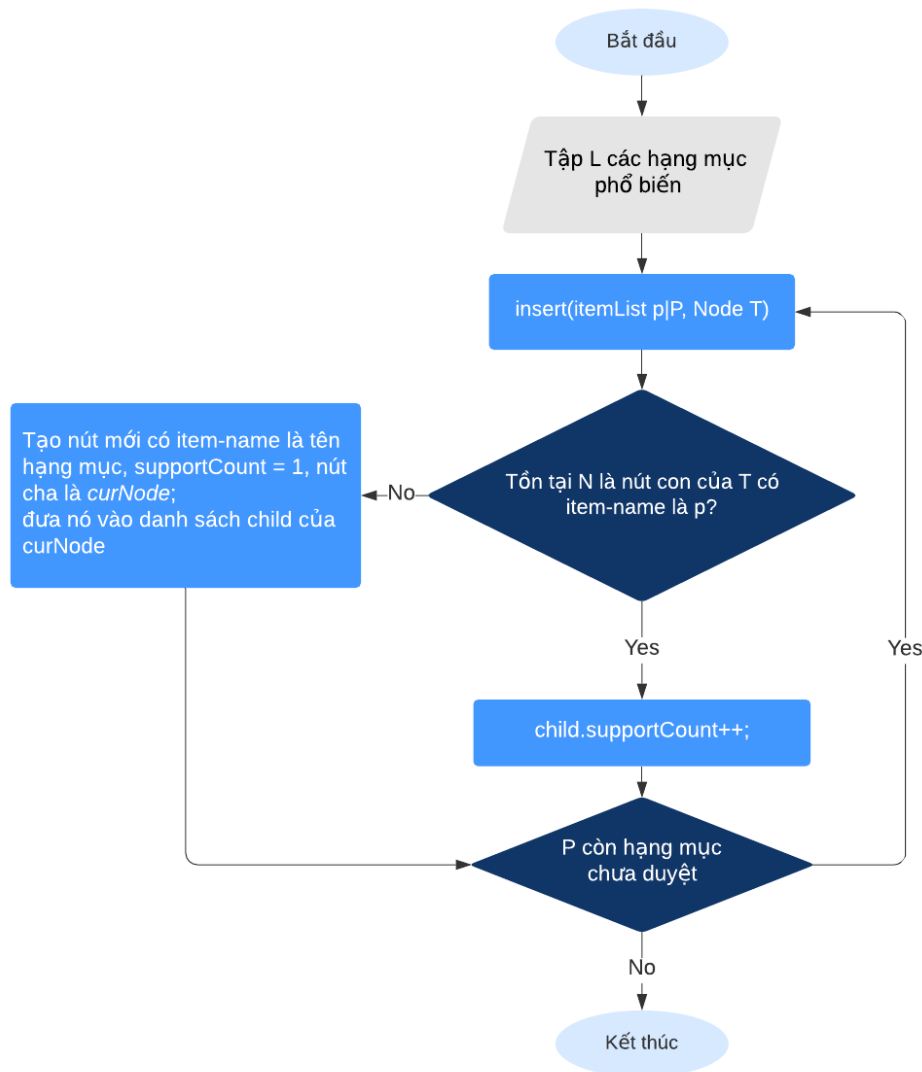 Bắt đầu
Tập L các hạng mục
phổ biến
insert(itemList p|P, Node T)
Tồn tại N là nút con của T có
item-name là p?
No
Tạo nút mới có item-name là tên
hạng mục, supportCount = 1, nút
cha là curNode;
đưa nó vào danh sách child của
curNode
Yes
Yes
child.supportCount++;
P còn hạng mục
chưa duyệt
No
Kết thúc